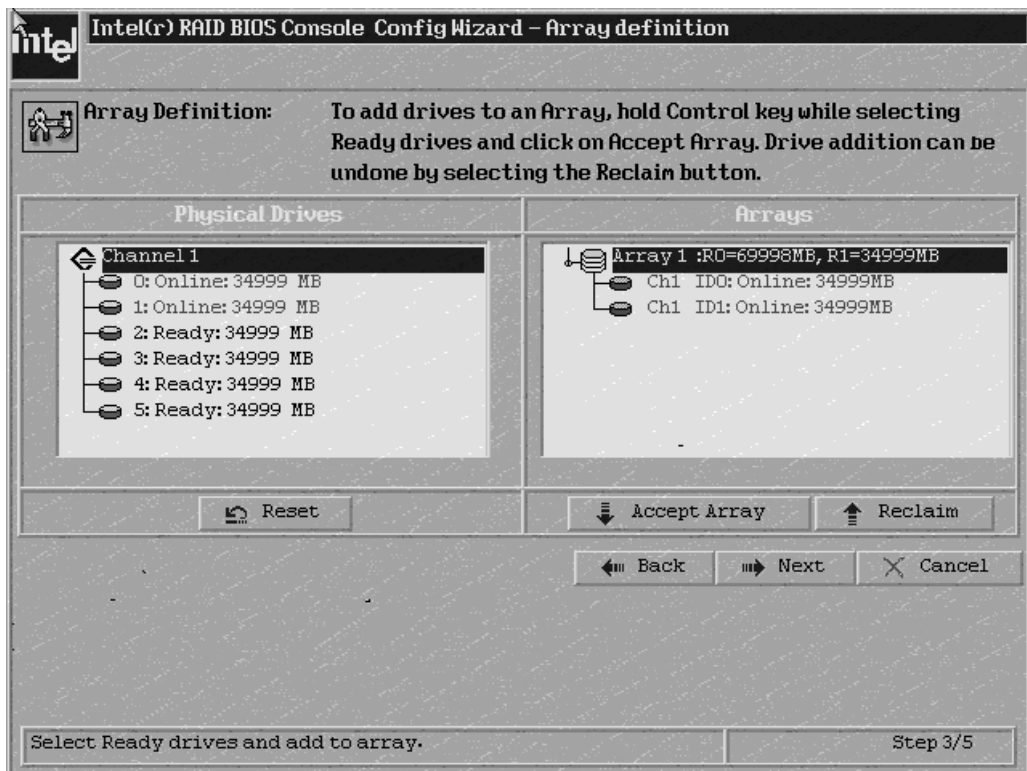 intel
Intel(r) RAID BIOS Console Config Wizard – Array definition
Array Definition:
To add drives to an Array, hold Control key while selecting
Ready drives and click on Accept Array. Drive addition can be
undone by selecting the Reclaim button.
Physical Drives
Channel 1
0: Online: 34999 MB
1: Online: 34999 MB
2: Ready: 34999 MB
3: Ready: 34999 MB
4: Ready: 34999 MB
5: Ready: 34999 MB
Reset
Arrays
Array 1 :R0=69998MB, R1=34999MB
Ch1 ID0: Online: 34999MB
Ch1 ID1: Online: 34999MB
Accept Array
Reclaim
Back
Next
Cancel
Select Ready drives and add to array.
Step 3/5